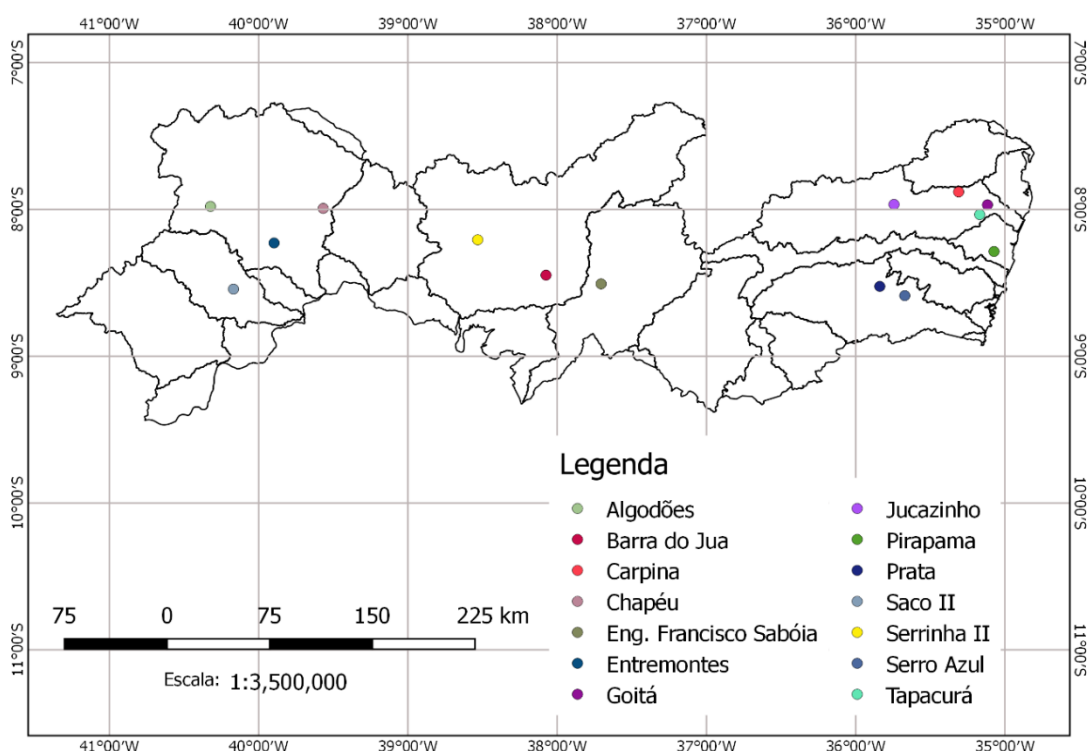 41°00'W 40°00'W 39°00'W 38°00'W 37°00'W 36°00'W 35°00'W
7°00'S 7°00'S
8°00'S 8°00'S
9°00'S 9°00'S
10°00'S 10°00'S
11°00'S 11°00'S
Legenda
Algodões
Barra do Jua
Carpina
Chapéu
Eng. Francisco Sabóia
Entremontes
Goitá
Jucazinho
Pirapama
Prata
Saco II
Serrinha II
Serro Azul
Tapacurá
75 0 75 150 225 km
Escala: 1:3,500,000
41°00'W 40°00'W 39°00'W 38°00'W 37°00'W 36°00'W 35°00'W